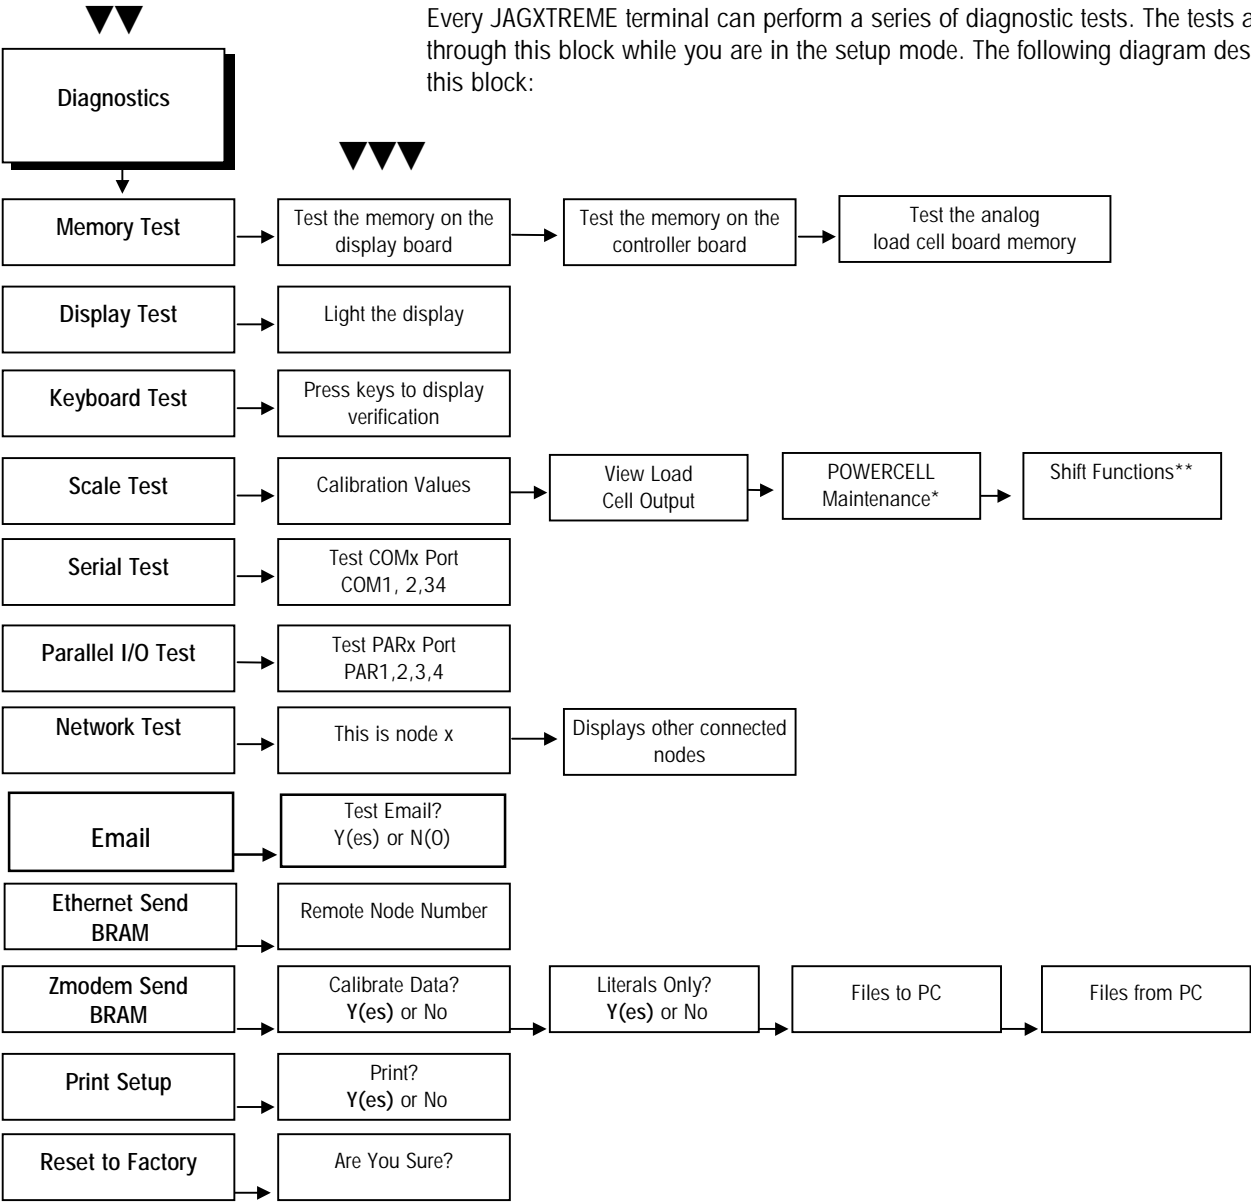 Every JAGXTREME terminal can perform a series of diagnostic tests. The tests a
through this block while you are in the setup mode. The following diagram des
this block:
Diagnostics
Memory Test
Test the memory on the
display board
Test the memory on the
controller board
Test the analog
load cell board memory
Display Test
Light the display
Keyboard Test
Press keys to display
verification
Scale Test
Calibration Values
View Load
Cell Output
POWERCELL
Maintenance*
Shift Functions**
Serial Test
Test COMx Port
COM1, 2,34
Parallel I/O Test
Test PARx Port
PAR1,2,3,4
Network Test
This is node x
Displays other connected
nodes
Email
Test Email?
Y(es) or N(0)
Ethernet Send
BRAM
Remote Node Number
Zmodem Send
BRAM
Calibrate Data?
Y(es) or No
Literals Only?
Y(es) or No
Files to PC
Files from PC
Print Setup
Print?
Y(es) or No
Reset to Factory
Are You Sure?